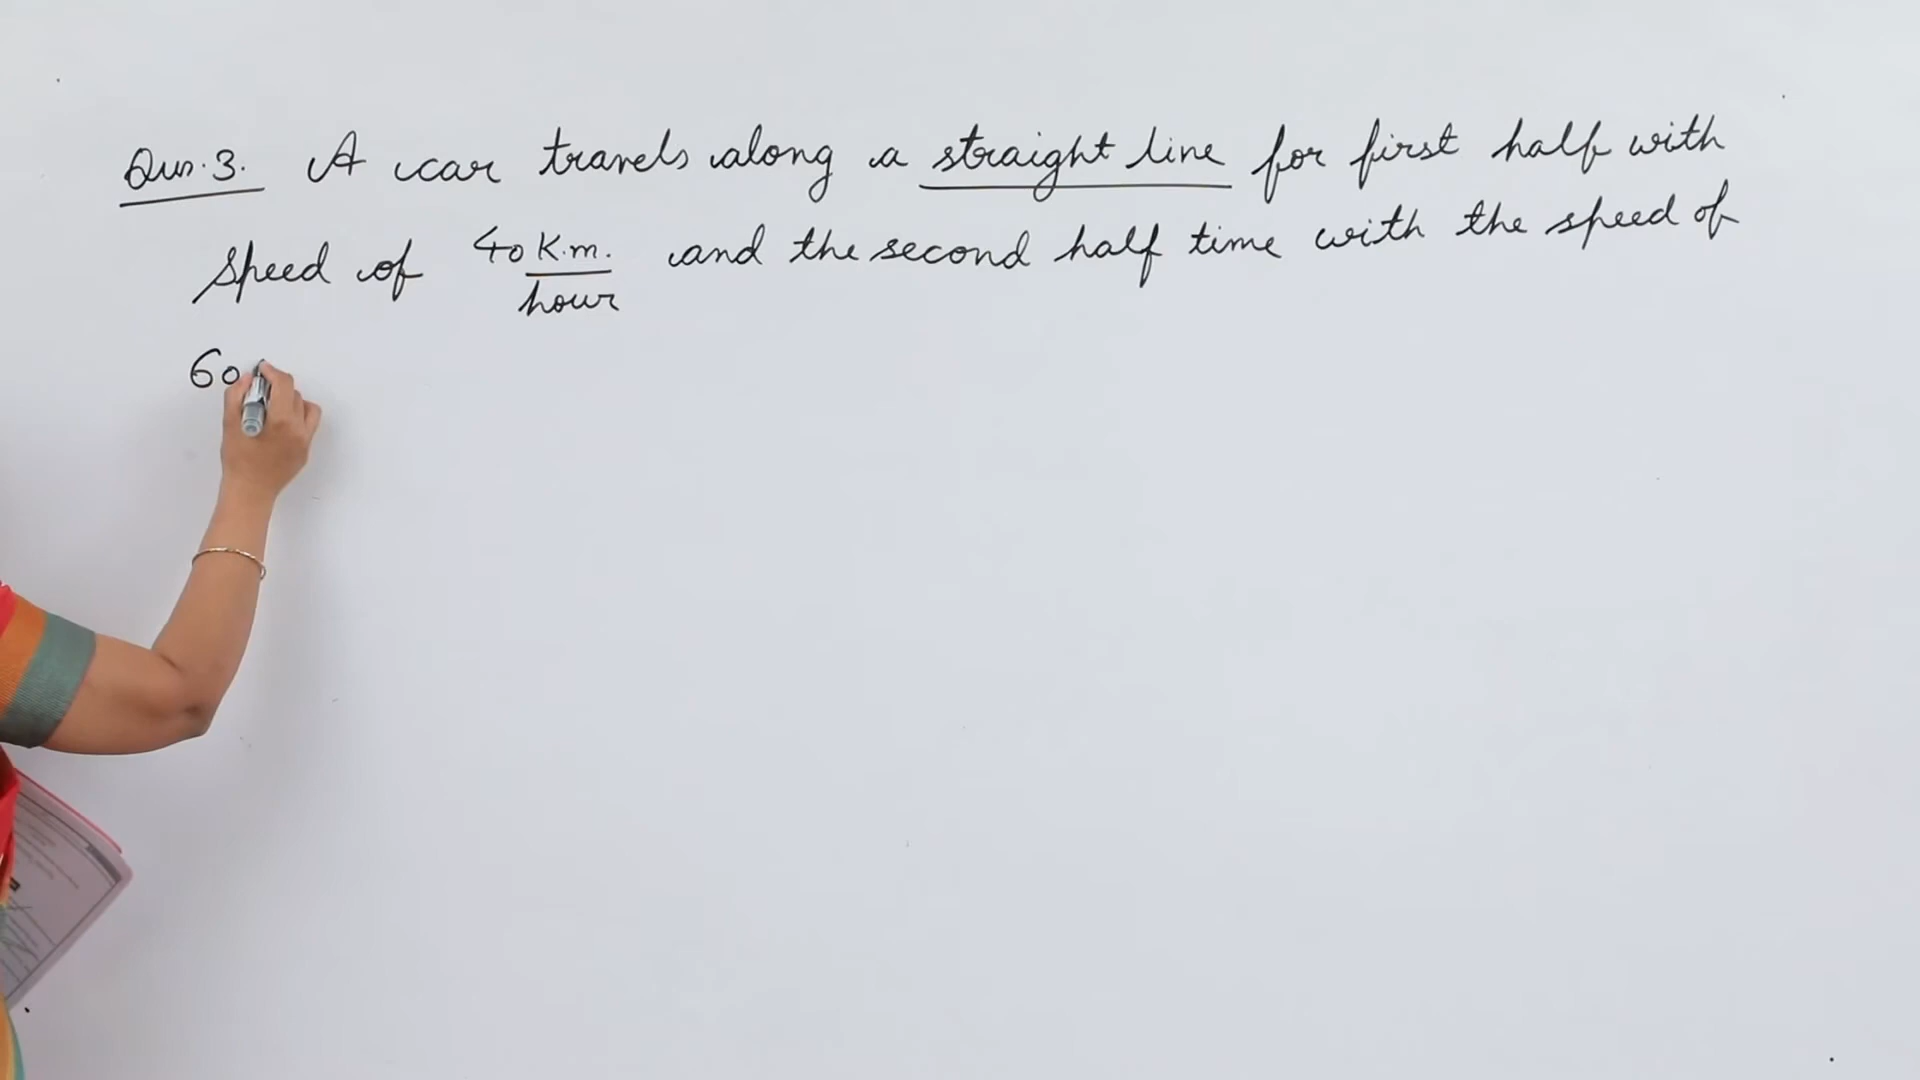 Qus.3. A car travels along a straight line for first half with
speed of 40 K.m. and the second half time with the speed of
hour
60